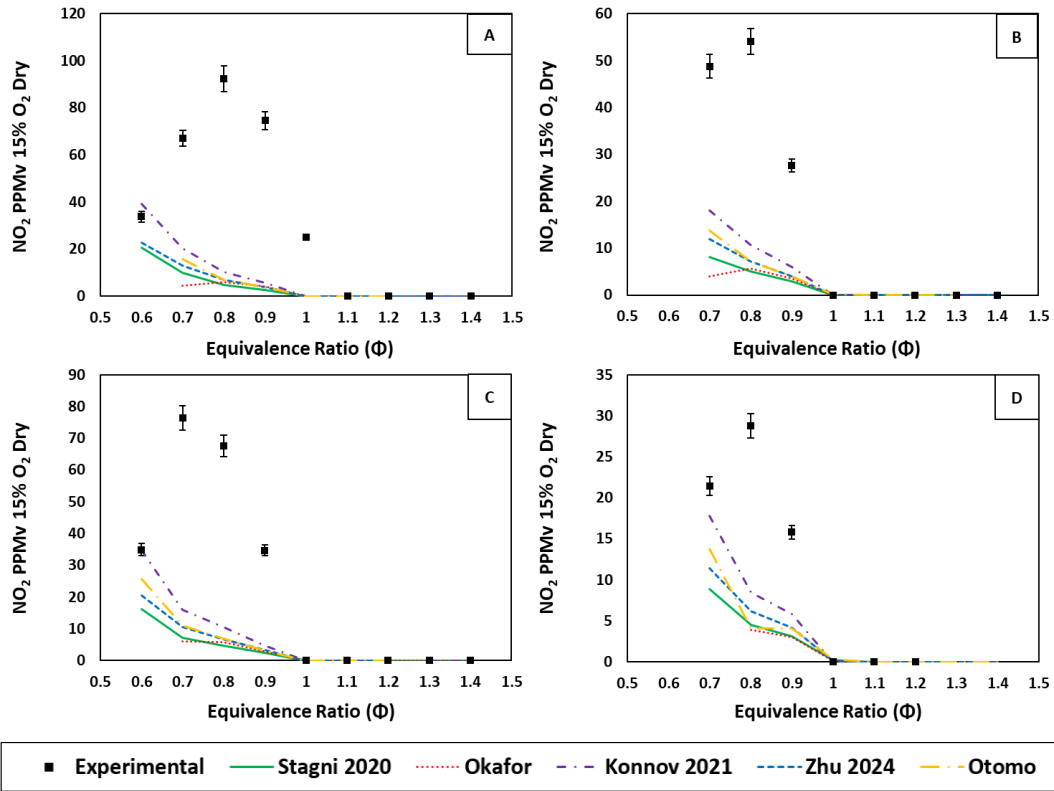 A
NO2 PPMv 15% O2 Dry
120
100
80
60
40
20
0
0.5 0.6 0.7 0.8 0.9 1 1.1 1.2 1.3 1.4 1.5
Equivalence Ratio (Φ)
B
NO2 PPMv 15% O2 Dry
60
50
40
30
20
10
0
0.5 0.6 0.7 0.8 0.9 1 1.1 1.2 1.3 1.4 1.5
Equivalence Ratio (Φ)
C
NO2 PPMv 15% O2 Dry
90
80
70
60
50
40
30
20
10
0
0.5 0.6 0.7 0.8 0.9 1 1.1 1.2 1.3 1.4 1.5
Equivalence Ratio (Φ)
D
NO2 PPMv 15% O2 Dry
35
30
25
20
15
10
5
0
0.5 0.6 0.7 0.8 0.9 1 1.1 1.2 1.3 1.4 1.5
Equivalence Ratio (Φ)
Experimental Stagni 2020 Okafor Konnov 2021 Zhu 2024 Otomo